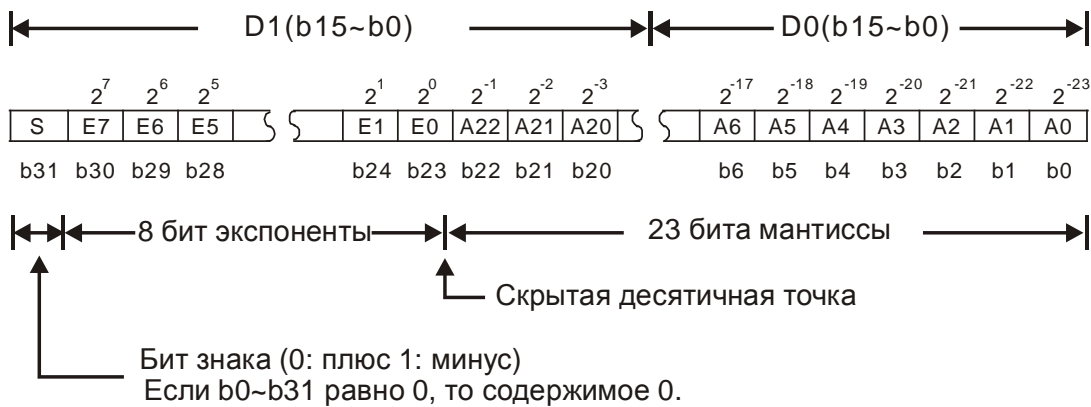 D1(b15~b0) D0(b15~b0)
2^7 2^6 2^5 2^1 2^0 2^-1 2^-2 2^-3 2^-17 2^-18 2^-19 2^-20 2^-21 2^-22 2^-23
S E7 E6 E5 E1 E0 A22 A21 A20 A6 A5 A4 A3 A2 A1 A0
b31 b30 b29 b28 b24 b23 b22 b21 b20 b6 b5 b4 b3 b2 b1 b0
8 бит экспоненты 23 бита мантиссы
Скрытая десятичная точка
Бит знака (0: плюс 1: минус)
Если b0~b31 равно 0, то содержимое 0.